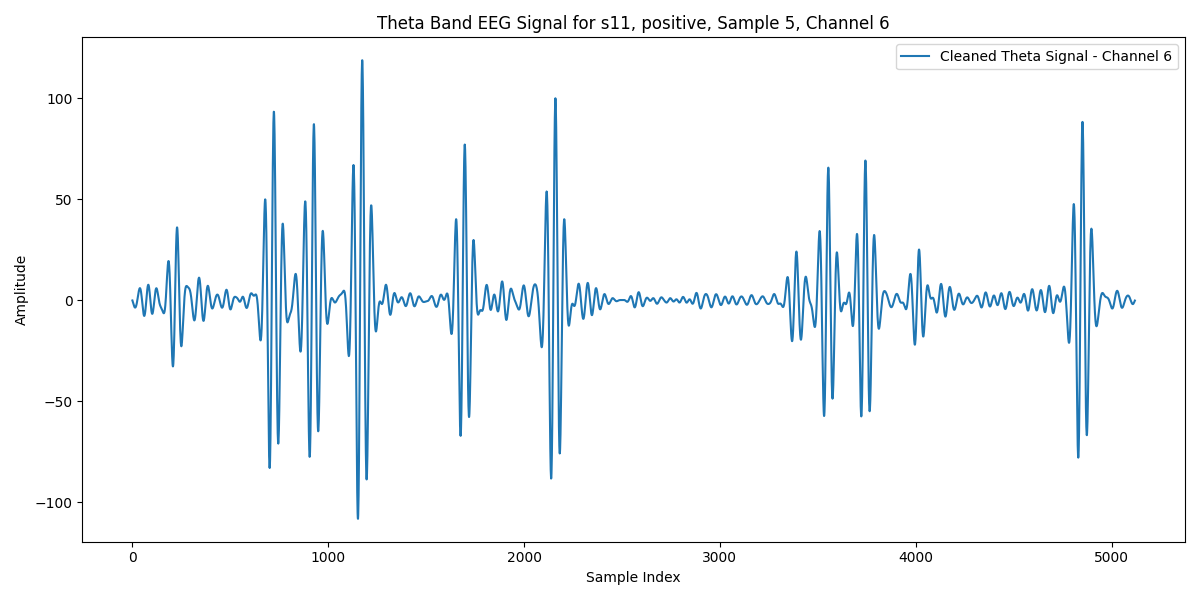 Theta Band EEG Signal for s11, positive, Sample 5, Channel 6
Cleaned Theta Signal - Channel 6
Amplitude
100
50
0
−50
−100
0 1000 2000 3000 4000 5000
Sample Index